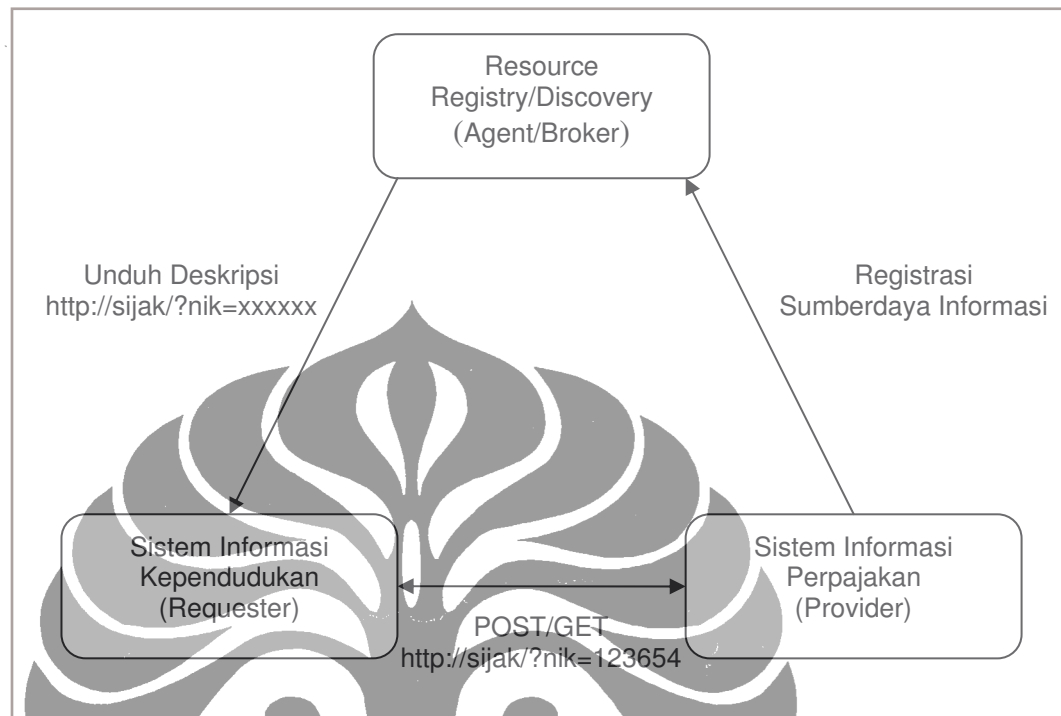 Resource
Registry/Discovery
(Agent/Broker)
Unduh Deskripsi
http://sijak/?nik=xxxxxx
Registrasi
Sumberdaya Informasi
Sistem Informasi
Kependudukan
(Requester)
Sistem Informasi
Perpajakan
(Provider)
POST/GET
http://sijak/?nik=123654